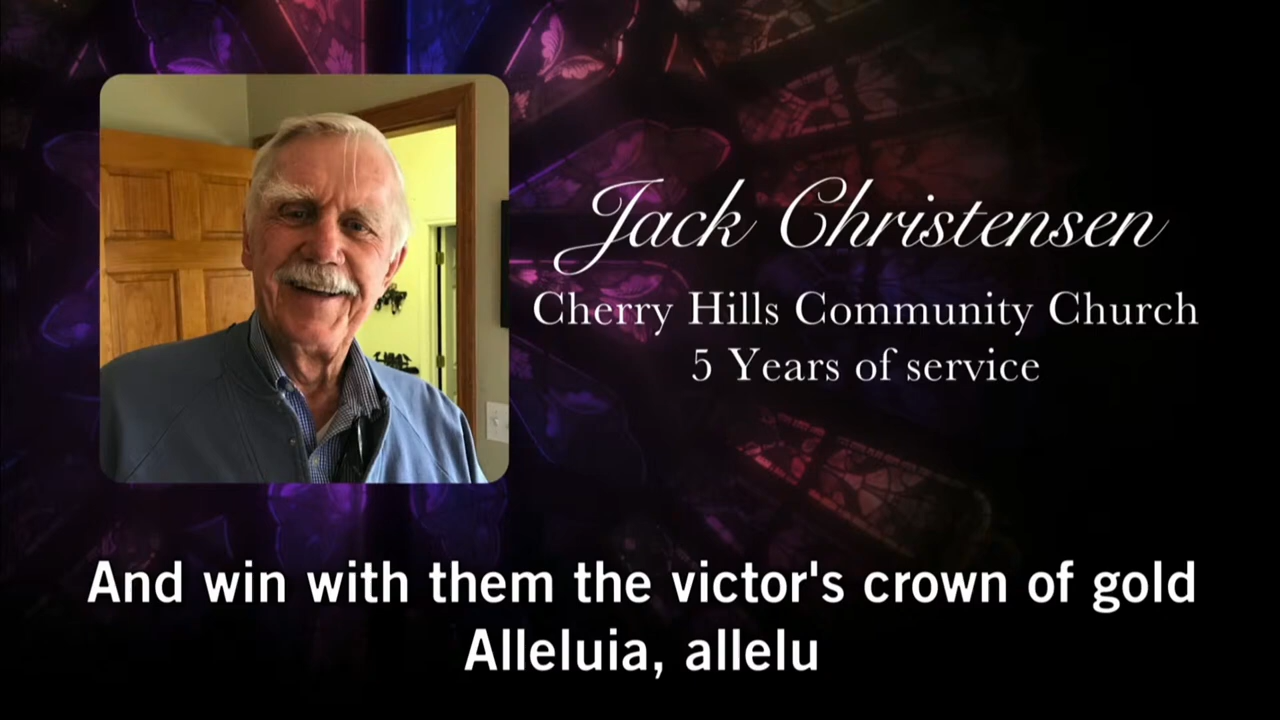 Jack Christensen
Cherry Hills Community Church
5 Years of service
And win with them the victor's crown of gold
Alleluia, allelu